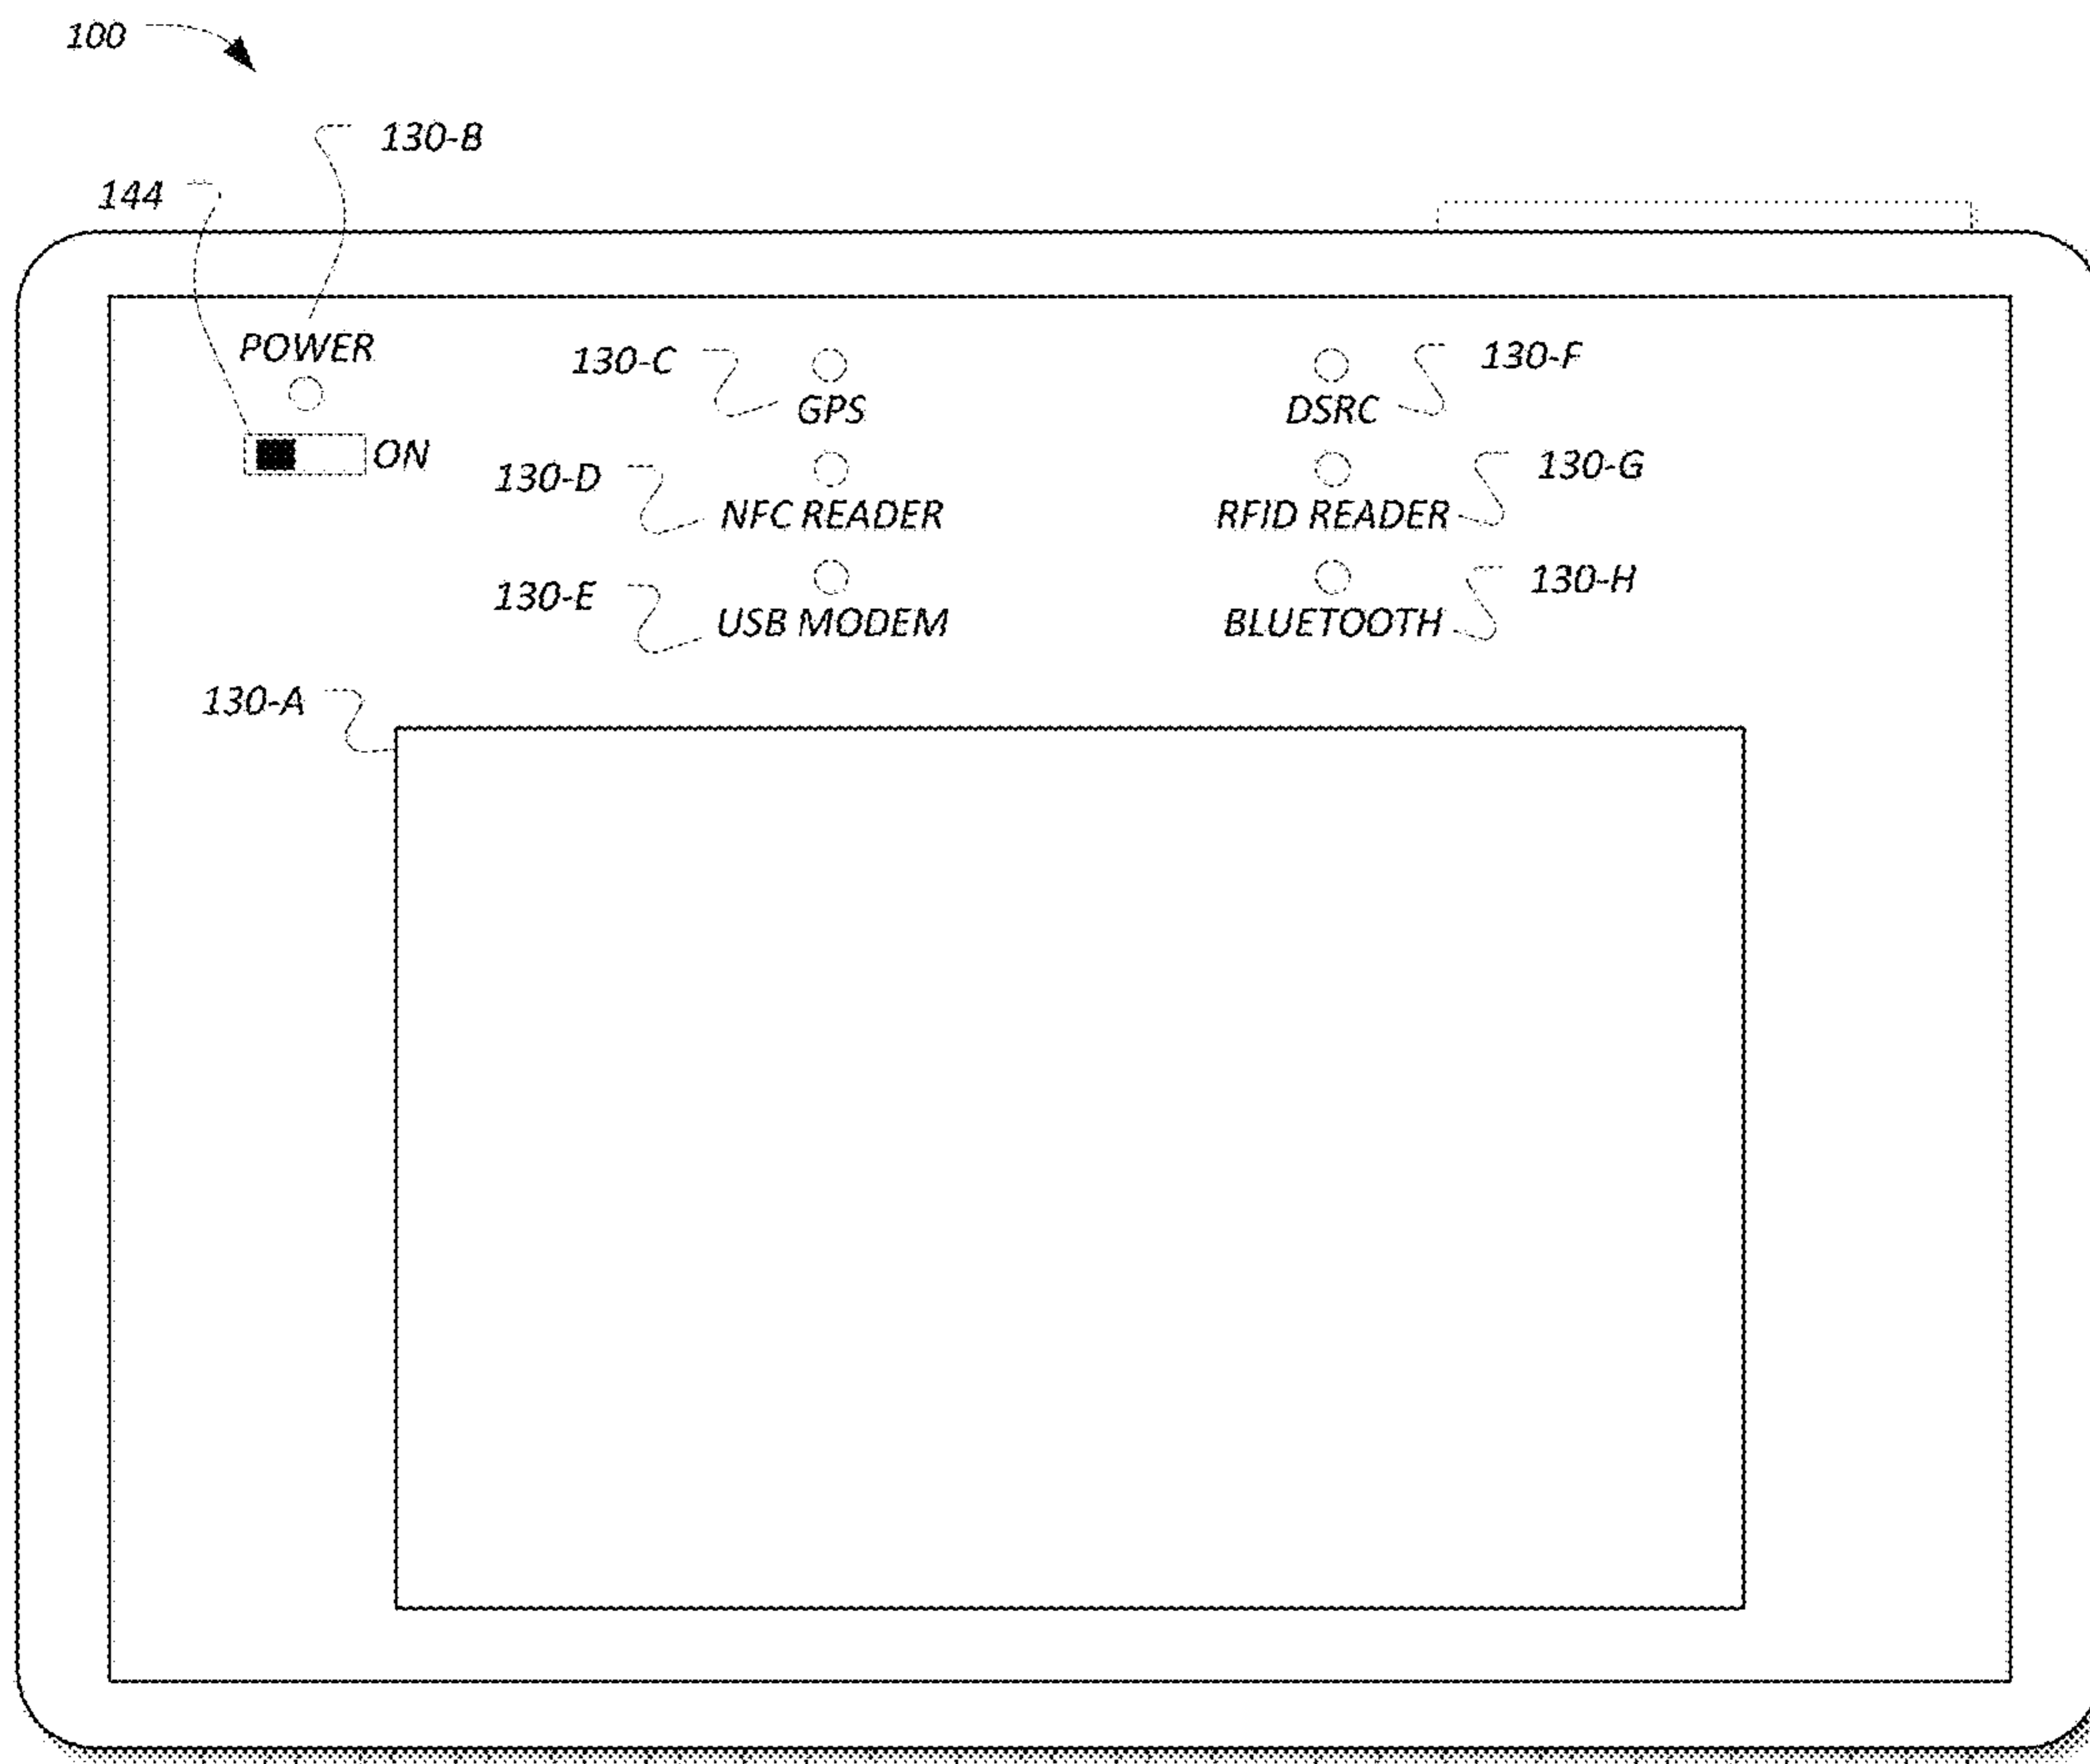 100
130-B
144
POWER
130-C
130-F
GPS
DSRC
ON
130-D
130-G
NFC READER
RFID READER
130-E
130-H
USB MODEM
BLUETOOTH
130-A